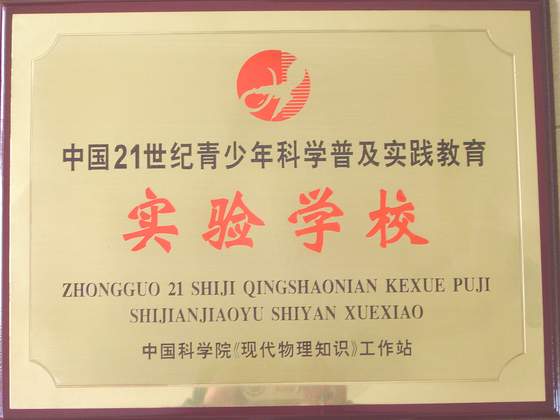 中国21世纪青少年科学普及实践教育
实验学校
ZHONGGUO 21 SHIJI QINGSHAONIAN KEXUE PUJI
SHIJIANJIAOYU SHIYAN XUEXIAO
中国科学院《现代物理知识》工作站